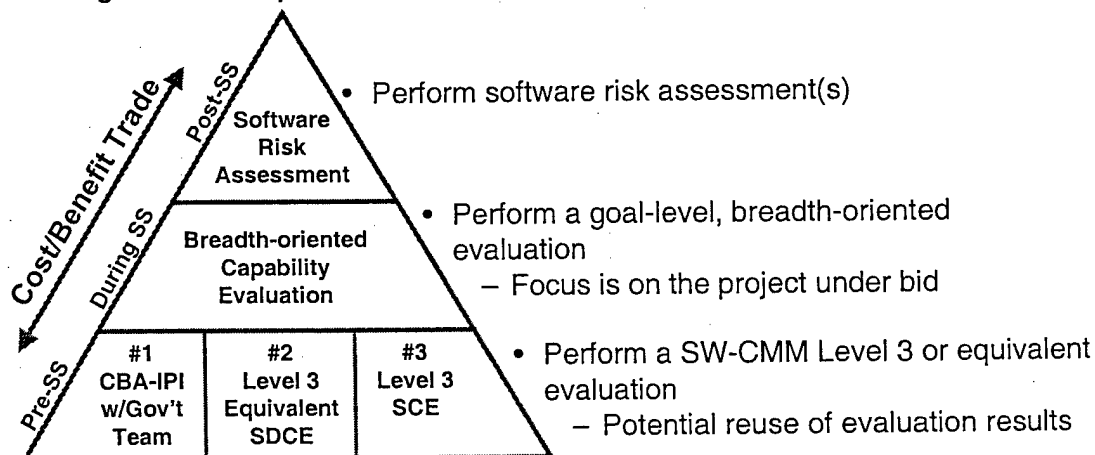 Post-SS
Software
Risk
Assessment
• Perform software risk assessment(s)
Cost/Benefit Trade
During SS
Breadth-oriented
Capability
Evaluation
• Perform a goal-level, breadth-oriented
evaluation
– Focus is on the project under bid
Pre-SS
#1
CBA-IPI
w/Gov't
Team
#2
Level 3
Equivalent
SDCE
#3
Level 3
SCE
• Perform a SW-CMM Level 3 or equivalent
evaluation
– Potential reuse of evaluation results